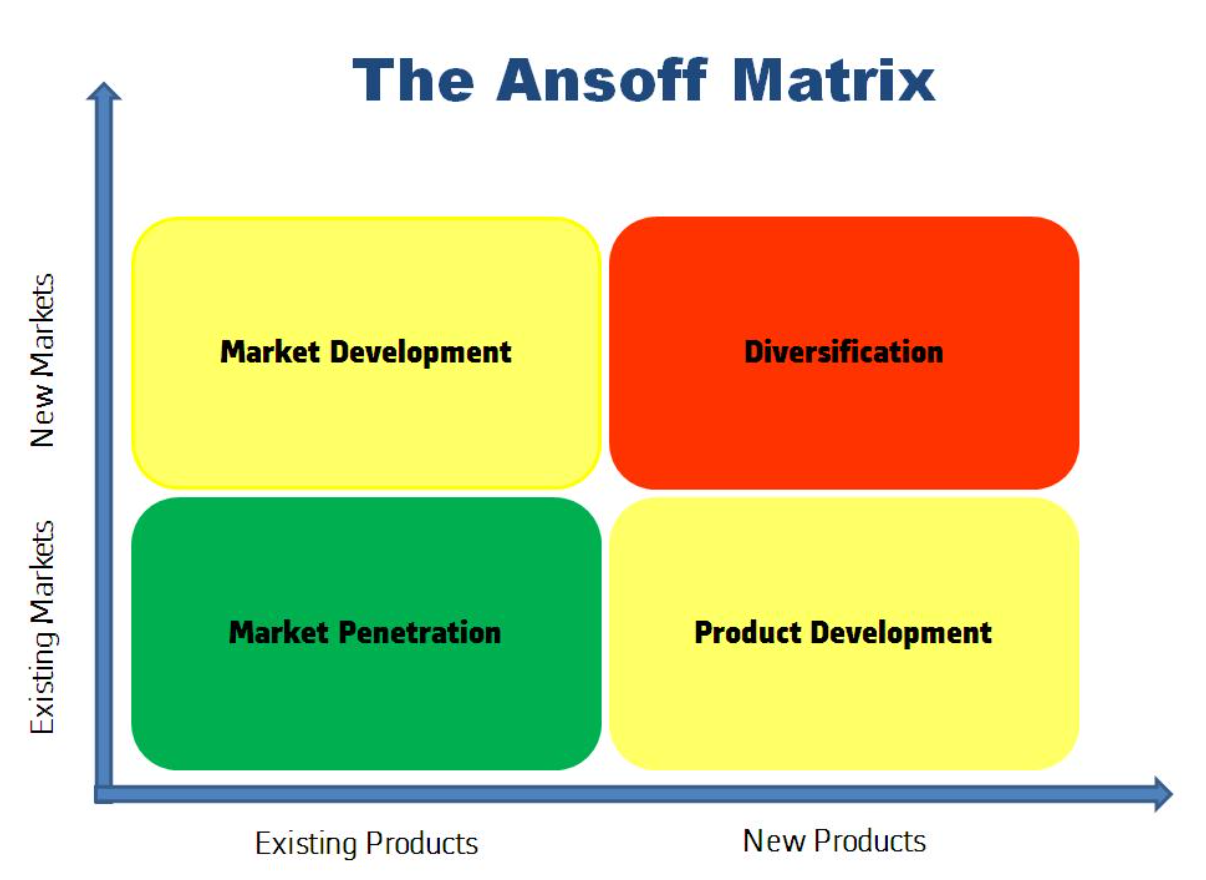 The Ansoff Matrix
New Markets
Market Development
Diversification
Existing Markets
Market Penetration
Product Development
Existing Products
New Products